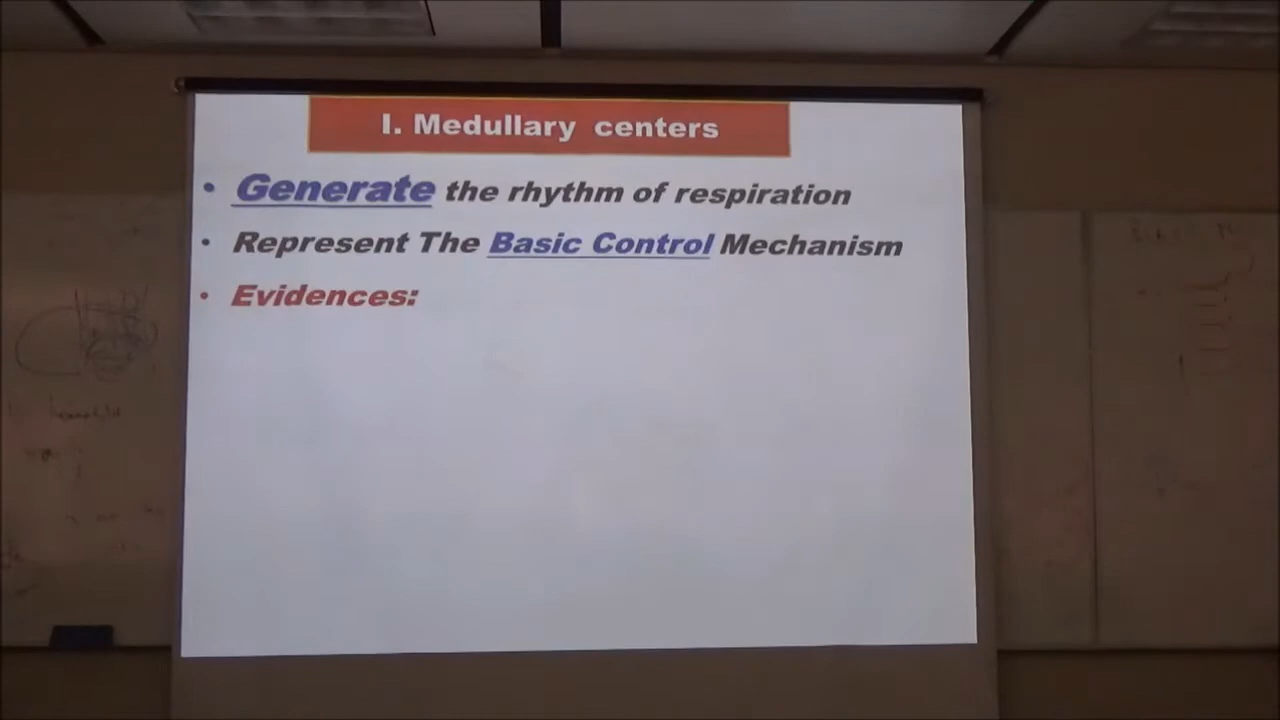 I. Medullary centers
• Generate the rhythm of respiration
• Represent The Basic Control Mechanism
• Evidences: